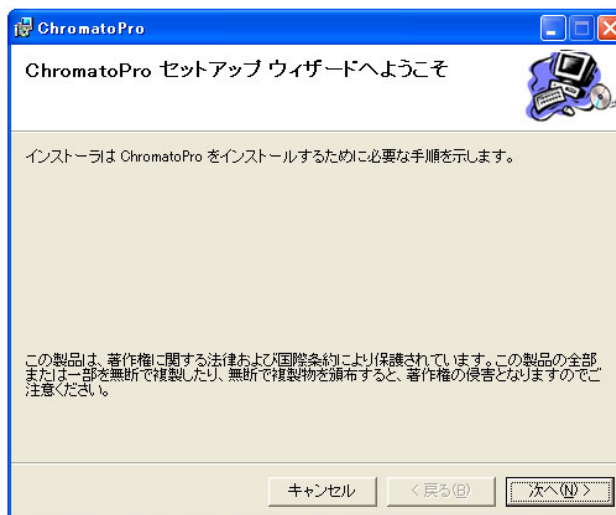 ChromatoPro
ChromatoPro セットアップ ウィザードへようこそ
インストーラは ChromatoPro をインストールするために必要な手順を示します。
この製品は、著作権に関する法律および国際条約により保護されています。この製品の全部
または一部を無断で複製したり、無断で複製物を頒布すると、著作権の侵害となりますのでご
注意ください。
キャンセル
< 戻る(B)
次へ(N) >